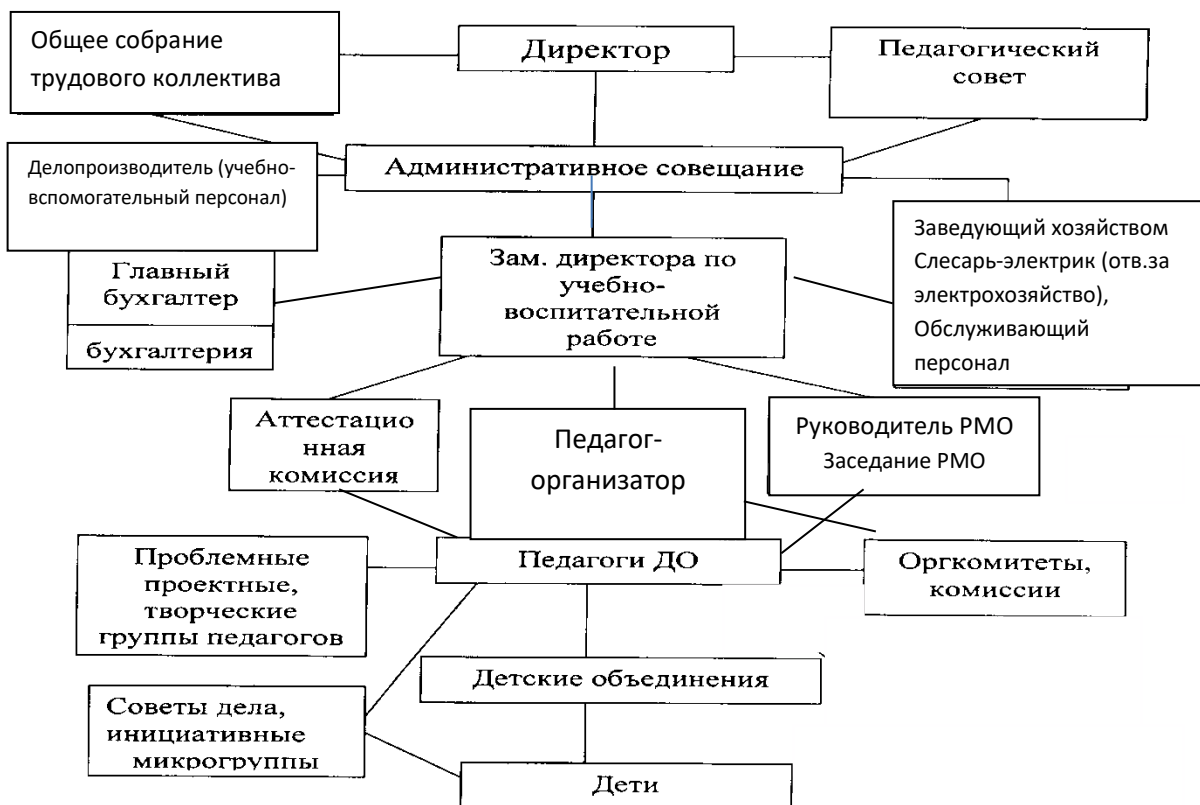 Общее собрание
трудового коллектива
Директор
Педагогический
совет
Делопроизводитель (учебно-
вспомогательный персонал)
Административное совещание
Главный
бухгалтер
бухгалтерия
Зам. директора по
учебно-
воспитательной
работе
Заведующий хозяйством
Слесарь-электрик (отв.за
электрохозяйство),
Обслуживающий
персонал
Аттестацио
нная
комиссия
Педагог-
организатор
Руководитель РМО
Заседание РМО
Проблемные
проектные,
творческие
группы педагогов
Педагоги ДО
Оргкомитеты,
комиссии
Детские объединения
Советы дела,
инициативные
микрогруппы
Дети